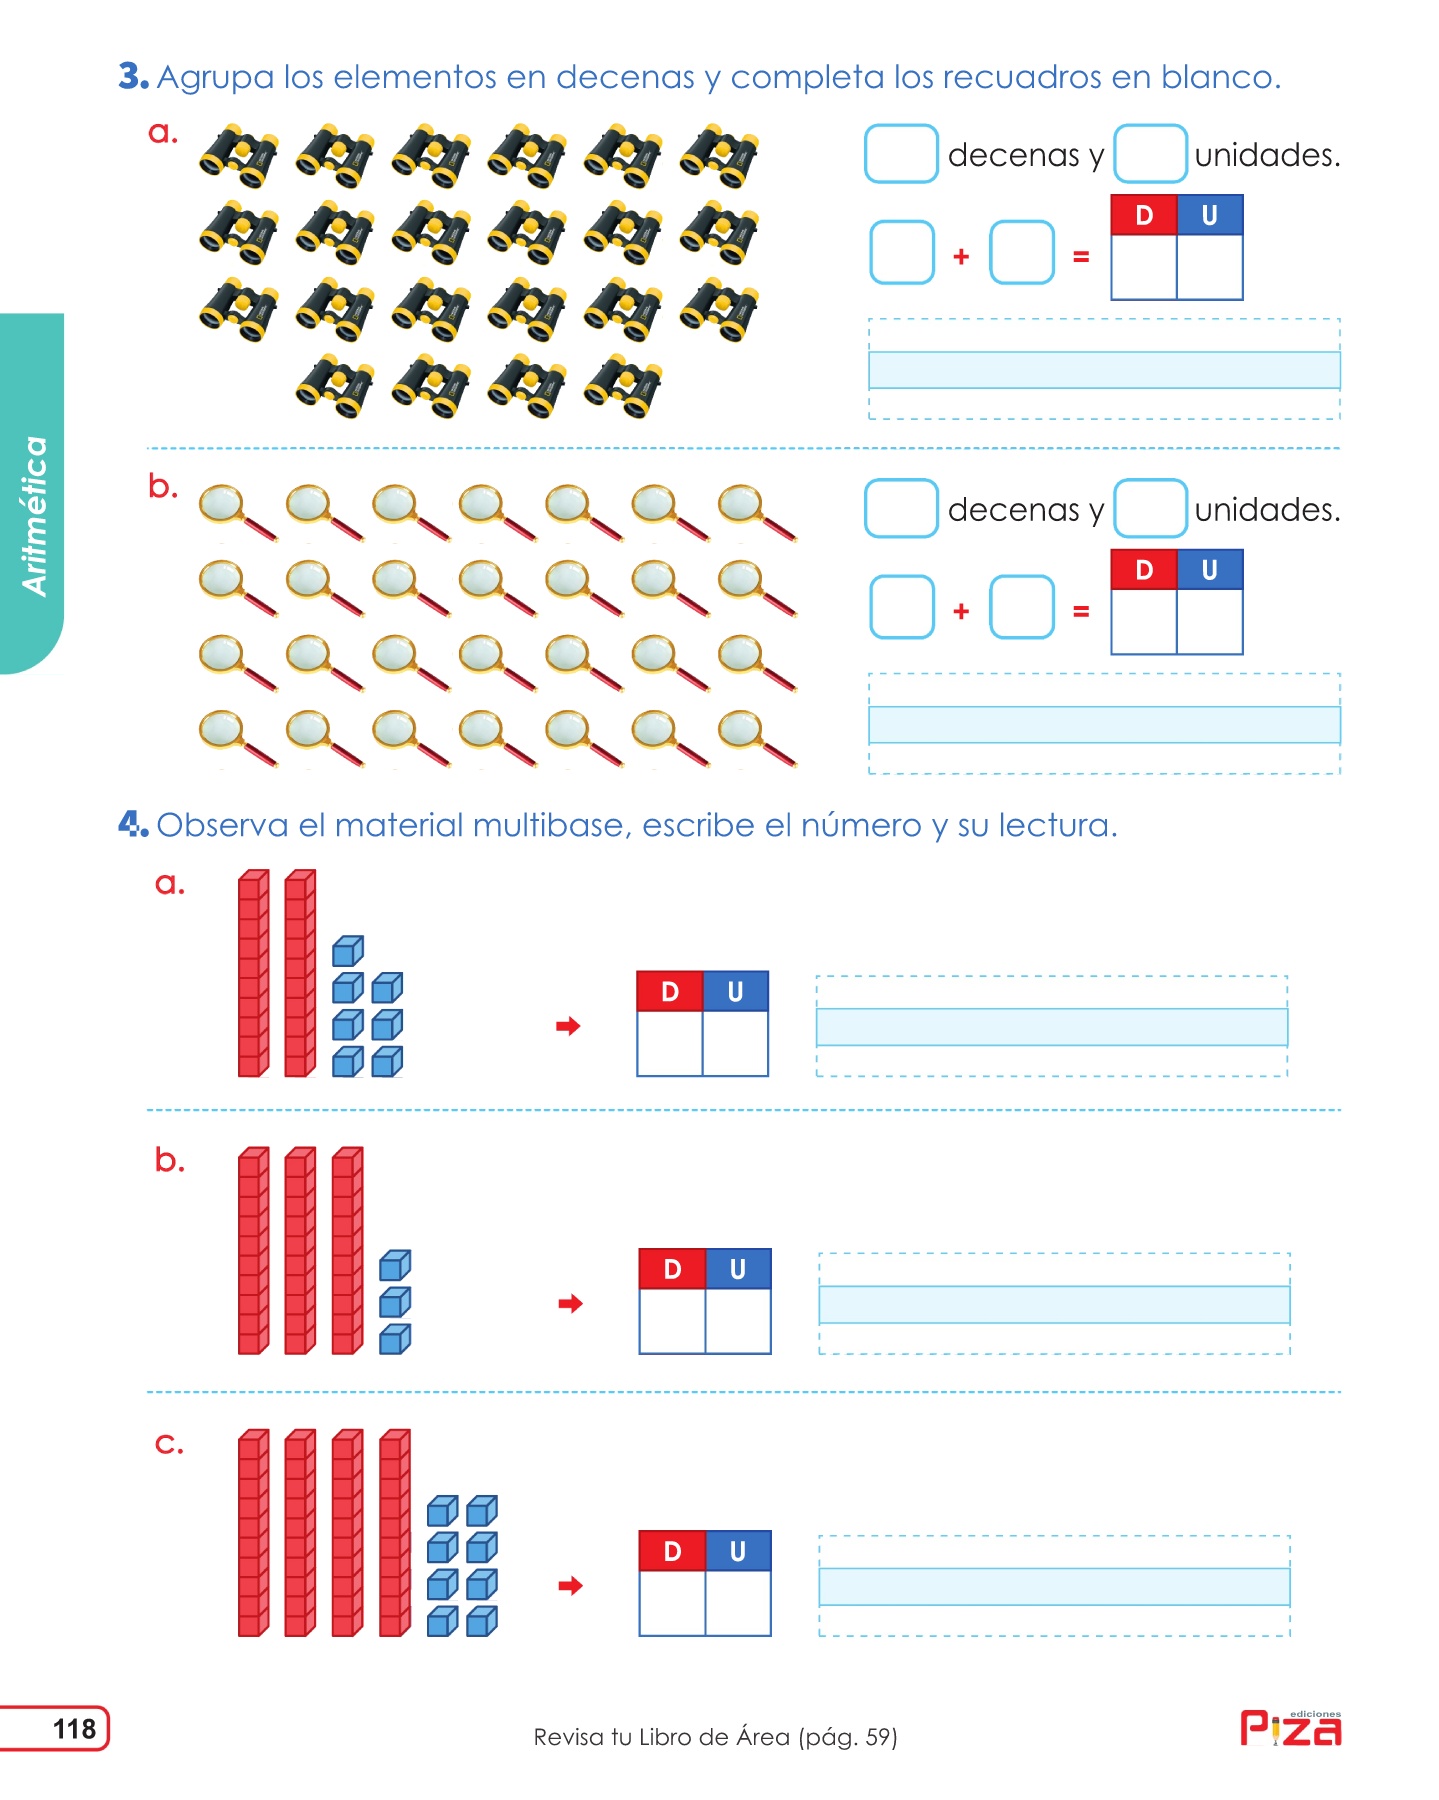 3. Agrupa los elementos en decenas y completa los recuadros en blanco.
a.
decenas y
unidades.
D U
+ =
b.
decenas y
unidades.
D U
+ =
Aritmética
4. Observa el material multibase, escribe el número y su lectura.
a.
D U
b.
D U
c.
D U
118
Revisa tu Libro de Área (pág. 59)
ediciones
Piza